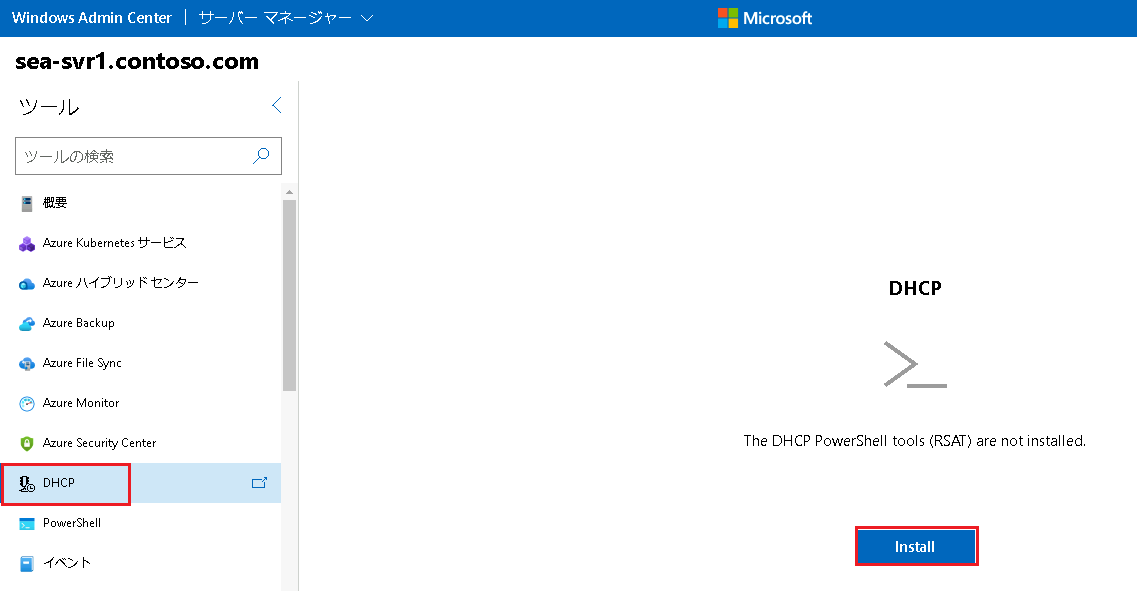 Windows Admin Center | サーバー マネージャー
Microsoft
sea-svr1.contoso.com
ツール
ツールの検索
概要
Azure Kubernetes サービス
Azure ハイブリッド センター
Azure Backup
Azure File Sync
Azure Monitor
Azure Security Center
DHCP
PowerShell
イベント
DHCP
The DHCP PowerShell tools (RSAT) are not installed.
Install